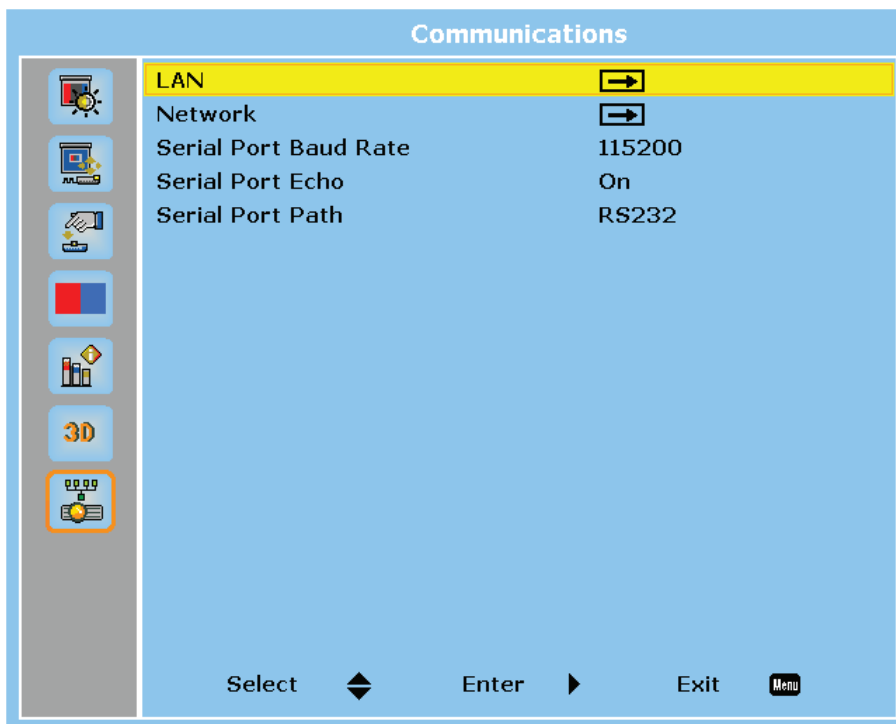 Communications
LAN
Network
Serial Port Baud Rate 115200
Serial Port Echo On
Serial Port Path RS232
3D
Select Enter Exit Menu